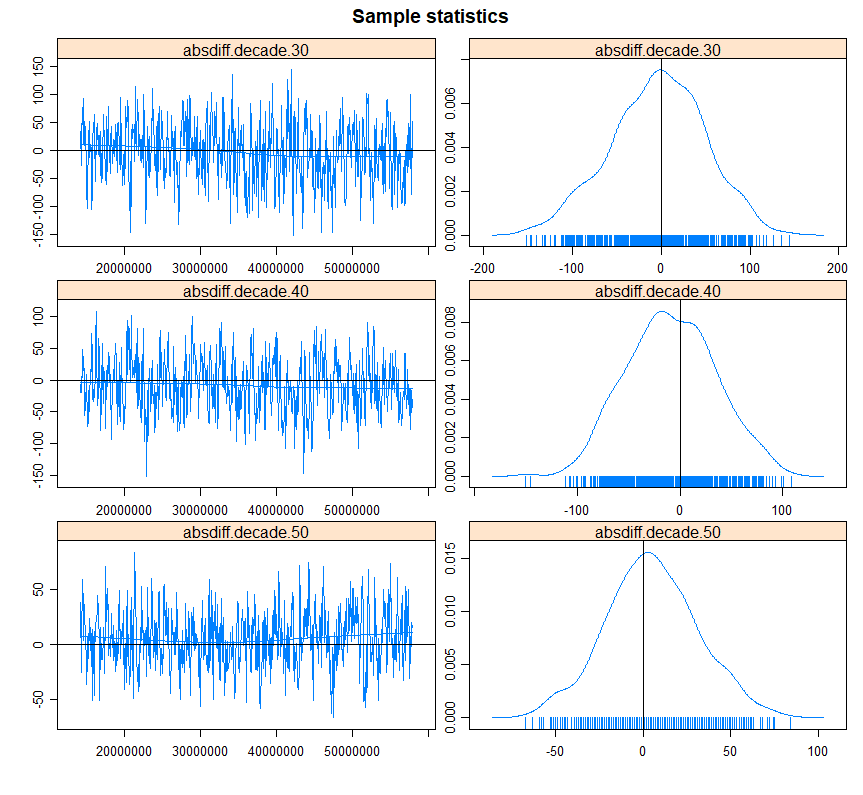 Sample statistics
absdiff.decade.30
absdiff.decade.30
150
100
50
0
-50
-100
-150
0.006
0.004
0.002
0.000
20000000 30000000 40000000 50000000
-200 -100 0 100 200
absdiff.decade.40
absdiff.decade.40
100
50
0
-50
-100
-150
0.008
0.006
0.004
0.002
0.000
20000000 30000000 40000000 50000000
-100 0 100
absdiff.decade.50
absdiff.decade.50
50
0
-50
0.015
0.010
0.005
0.000
20000000 30000000 40000000 50000000
-50 0 50 100